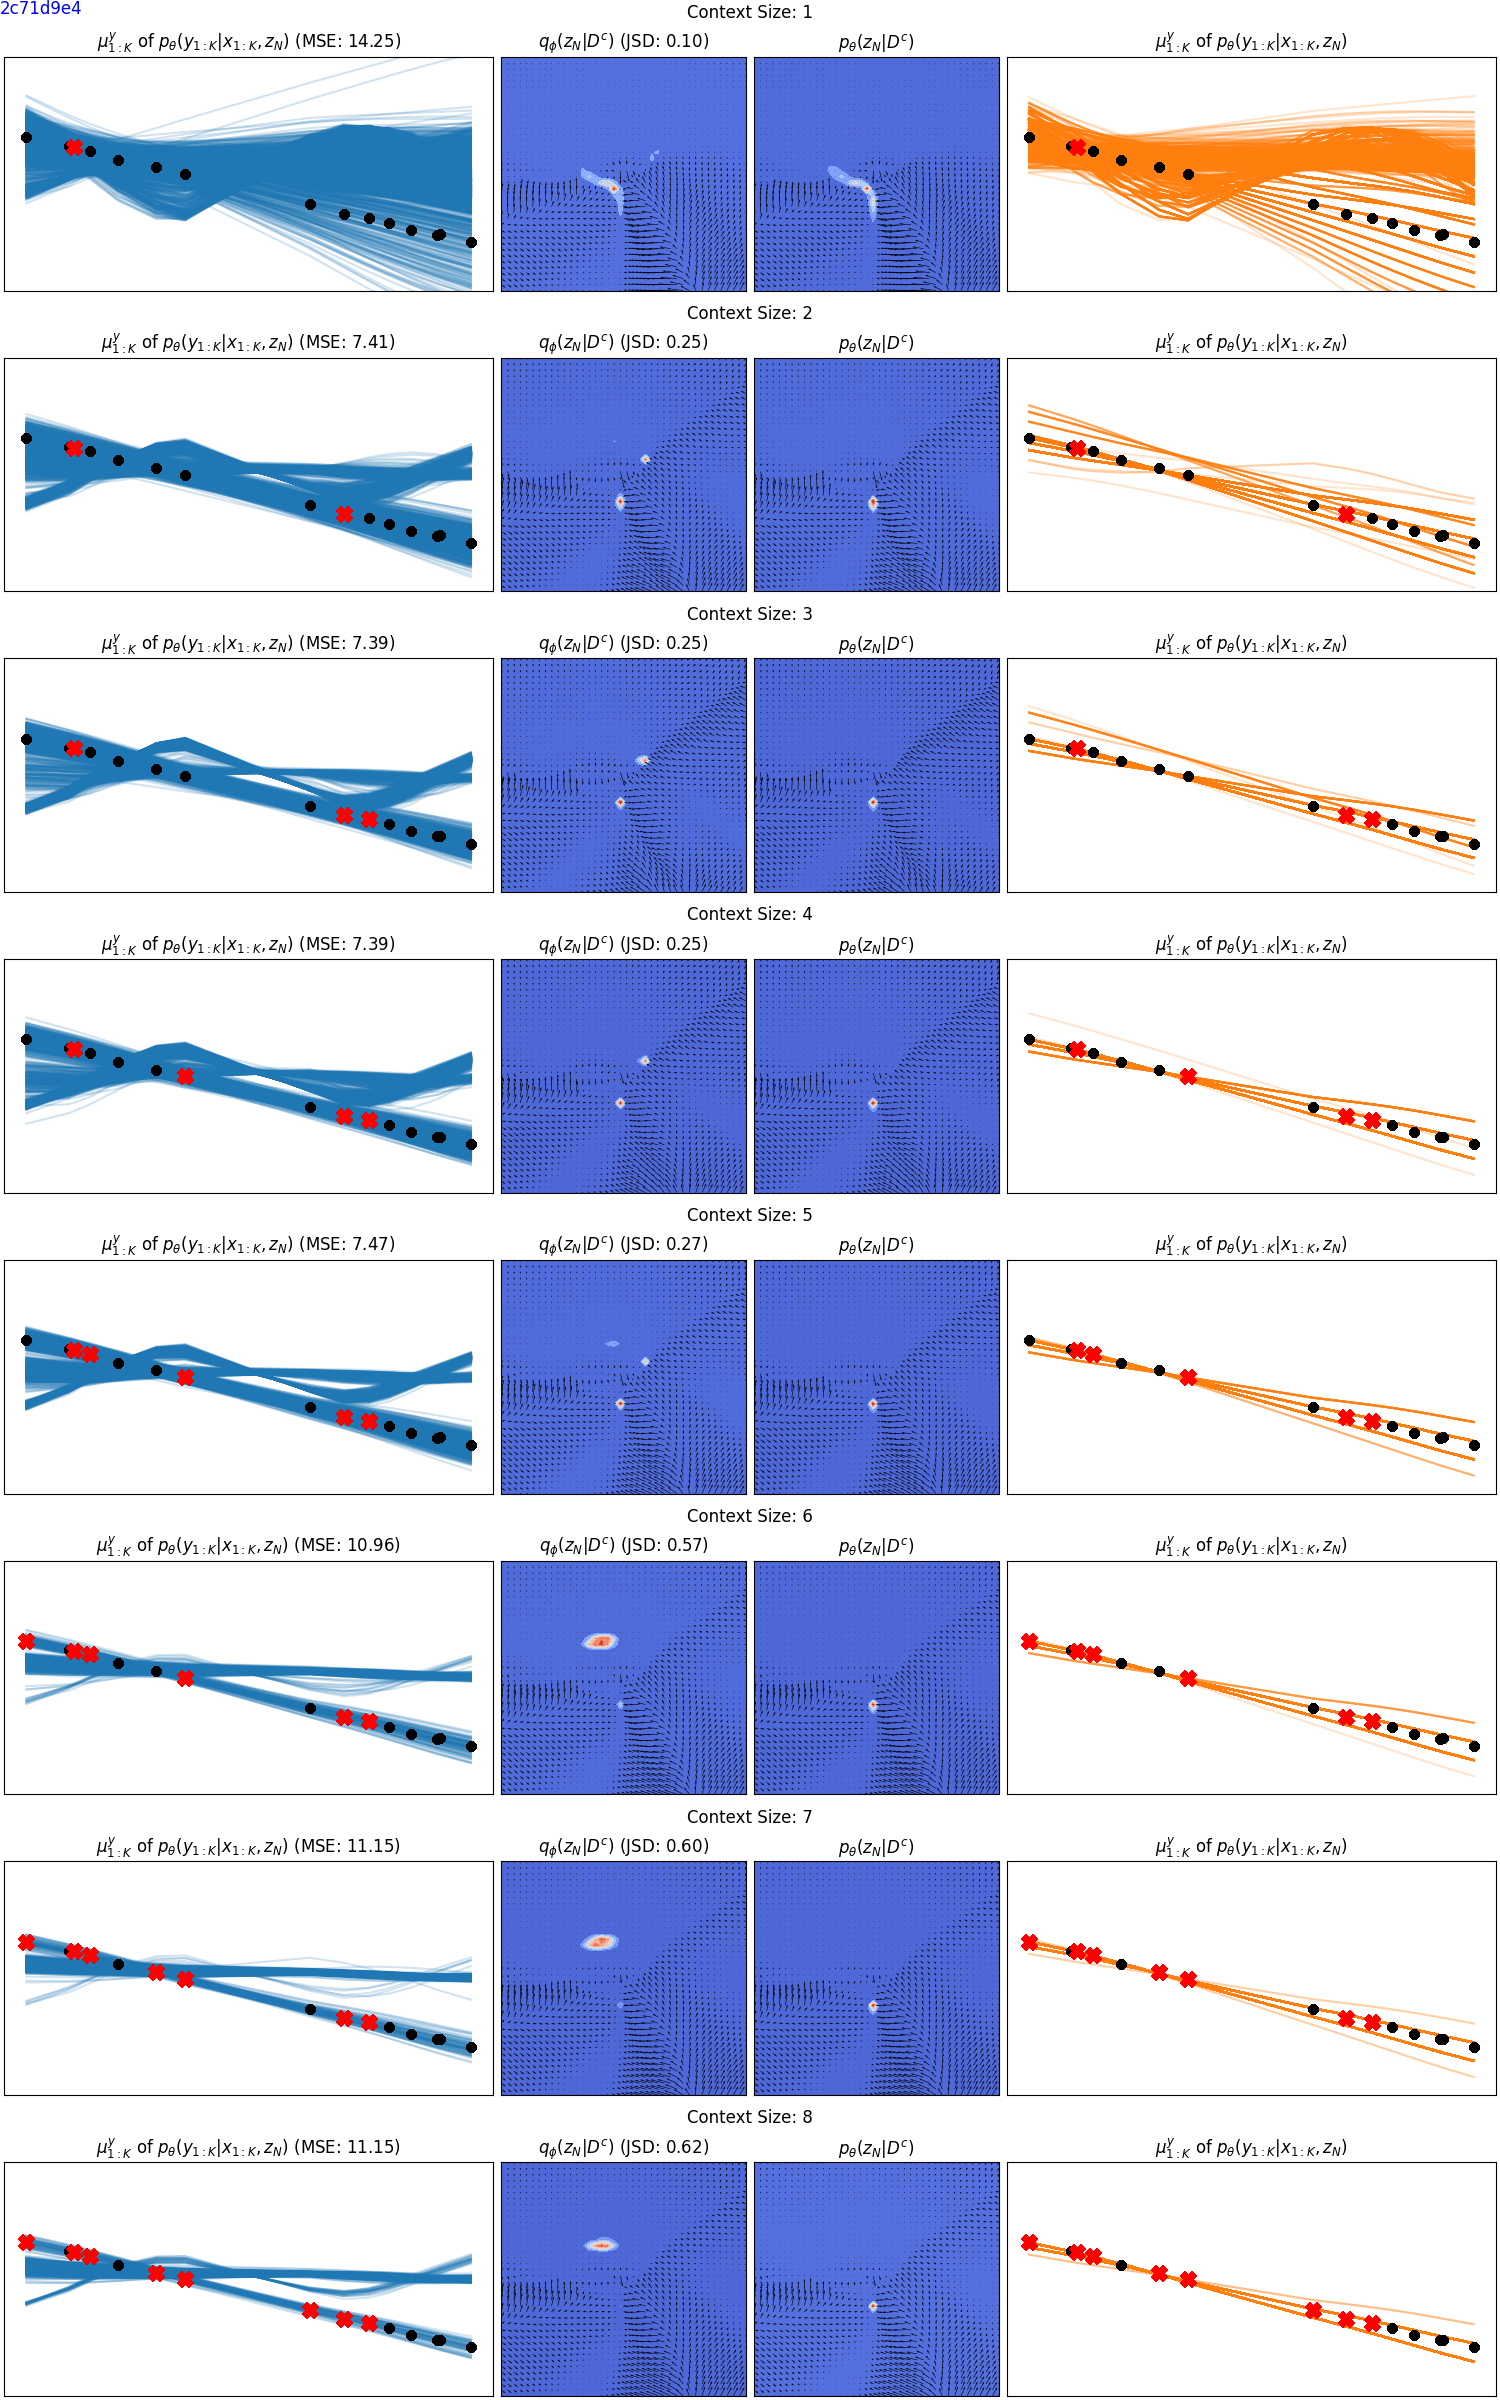 2c71d9e4
Context Size: 1
μ^y_{1:K} of p_θ(y_{1:K}|x_{1:K}, z_N) (MSE: 14.25) q_ϕ(z_N|D^c) (JSD: 0.10) p_θ(z_N|D^c) μ^y_{1:K} of p_θ(y_{1:K}|x_{1:K}, z_N)
Context Size: 2
μ^y_{1:K} of p_θ(y_{1:K}|x_{1:K}, z_N) (MSE: 7.41) q_ϕ(z_N|D^c) (JSD: 0.25) p_θ(z_N|D^c) μ^y_{1:K} of p_θ(y_{1:K}|x_{1:K}, z_N)
Context Size: 3
μ^y_{1:K} of p_θ(y_{1:K}|x_{1:K}, z_N) (MSE: 7.39) q_ϕ(z_N|D^c) (JSD: 0.25) p_θ(z_N|D^c) μ^y_{1:K} of p_θ(y_{1:K}|x_{1:K}, z_N)
Context Size: 4
μ^y_{1:K} of p_θ(y_{1:K}|x_{1:K}, z_N) (MSE: 7.39) q_ϕ(z_N|D^c) (JSD: 0.25) p_θ(z_N|D^c) μ^y_{1:K} of p_θ(y_{1:K}|x_{1:K}, z_N)
Context Size: 5
μ^y_{1:K} of p_θ(y_{1:K}|x_{1:K}, z_N) (MSE: 7.47) q_ϕ(z_N|D^c) (JSD: 0.27) p_θ(z_N|D^c) μ^y_{1:K} of p_θ(y_{1:K}|x_{1:K}, z_N)
Context Size: 6
μ^y_{1:K} of p_θ(y_{1:K}|x_{1:K}, z_N) (MSE: 10.96) q_ϕ(z_N|D^c) (JSD: 0.57) p_θ(z_N|D^c) μ^y_{1:K} of p_θ(y_{1:K}|x_{1:K}, z_N)
Context Size: 7
μ^y_{1:K} of p_θ(y_{1:K}|x_{1:K}, z_N) (MSE: 11.15) q_ϕ(z_N|D^c) (JSD: 0.60) p_θ(z_N|D^c) μ^y_{1:K} of p_θ(y_{1:K}|x_{1:K}, z_N)
Context Size: 8
μ^y_{1:K} of p_θ(y_{1:K}|x_{1:K}, z_N) (MSE: 11.15) q_ϕ(z_N|D^c) (JSD: 0.62) p_θ(z_N|D^c) μ^y_{1:K} of p_θ(y_{1:K}|x_{1:K}, z_N)